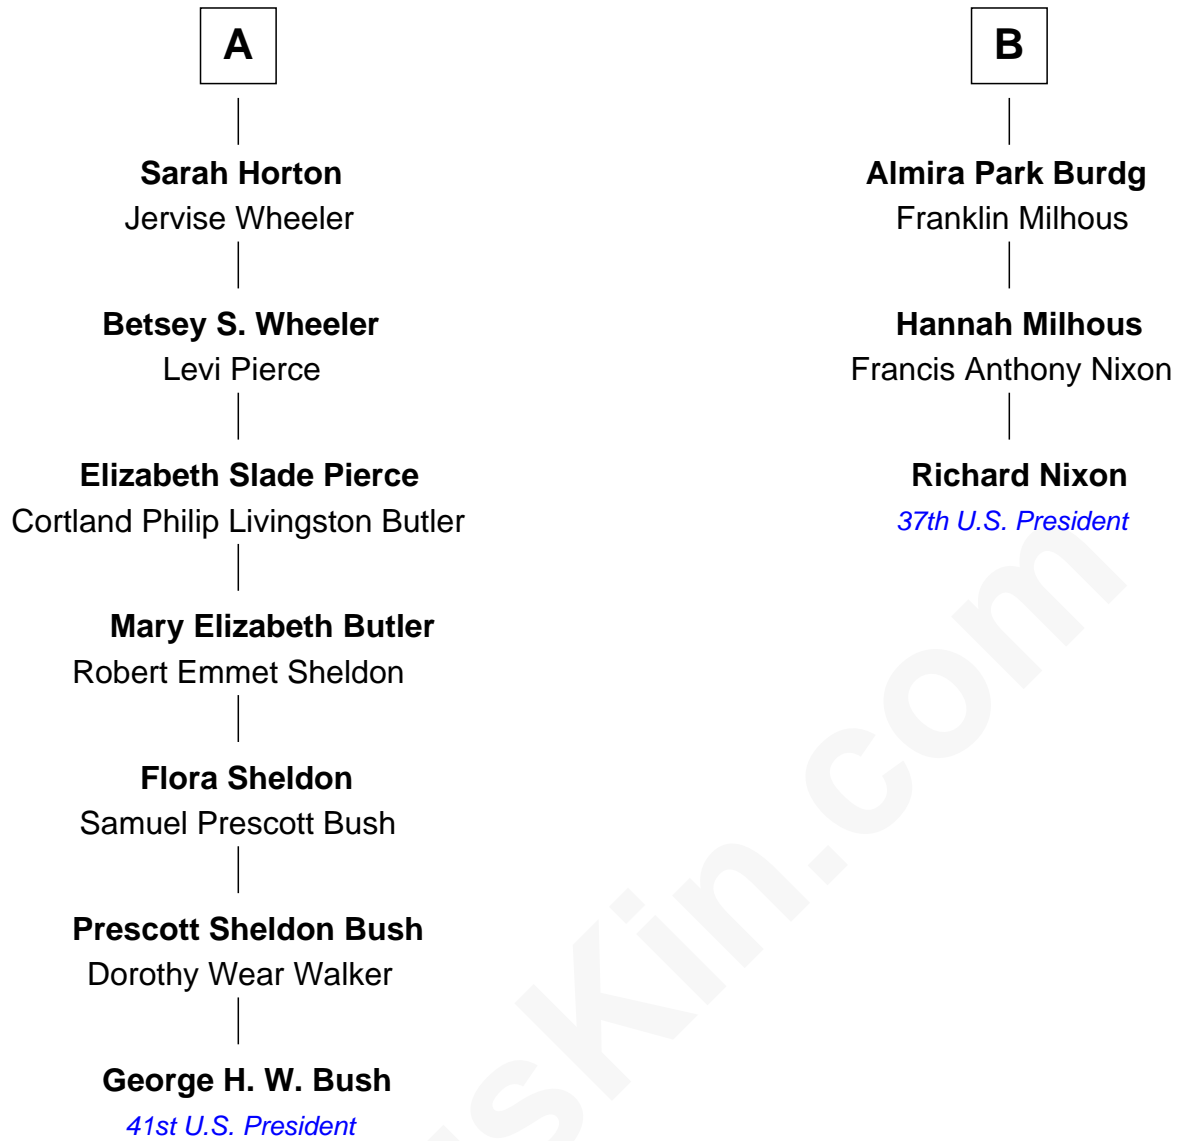 A
Sarah Horton
Jervise Wheeler
Betsey S. Wheeler
Levi Pierce
Elizabeth Slade Pierce
Cortland Philip Livingston Butler
Mary Elizabeth Butler
Robert Emmet Sheldon
Flora Sheldon
Samuel Prescott Bush
Prescott Sheldon Bush
Dorothy Wear Walker
George H. W. Bush
41st U.S. President
B
Almira Park Burdg
Franklin Milhous
Hannah Milhous
Francis Anthony Nixon
Richard Nixon
37th U.S. President